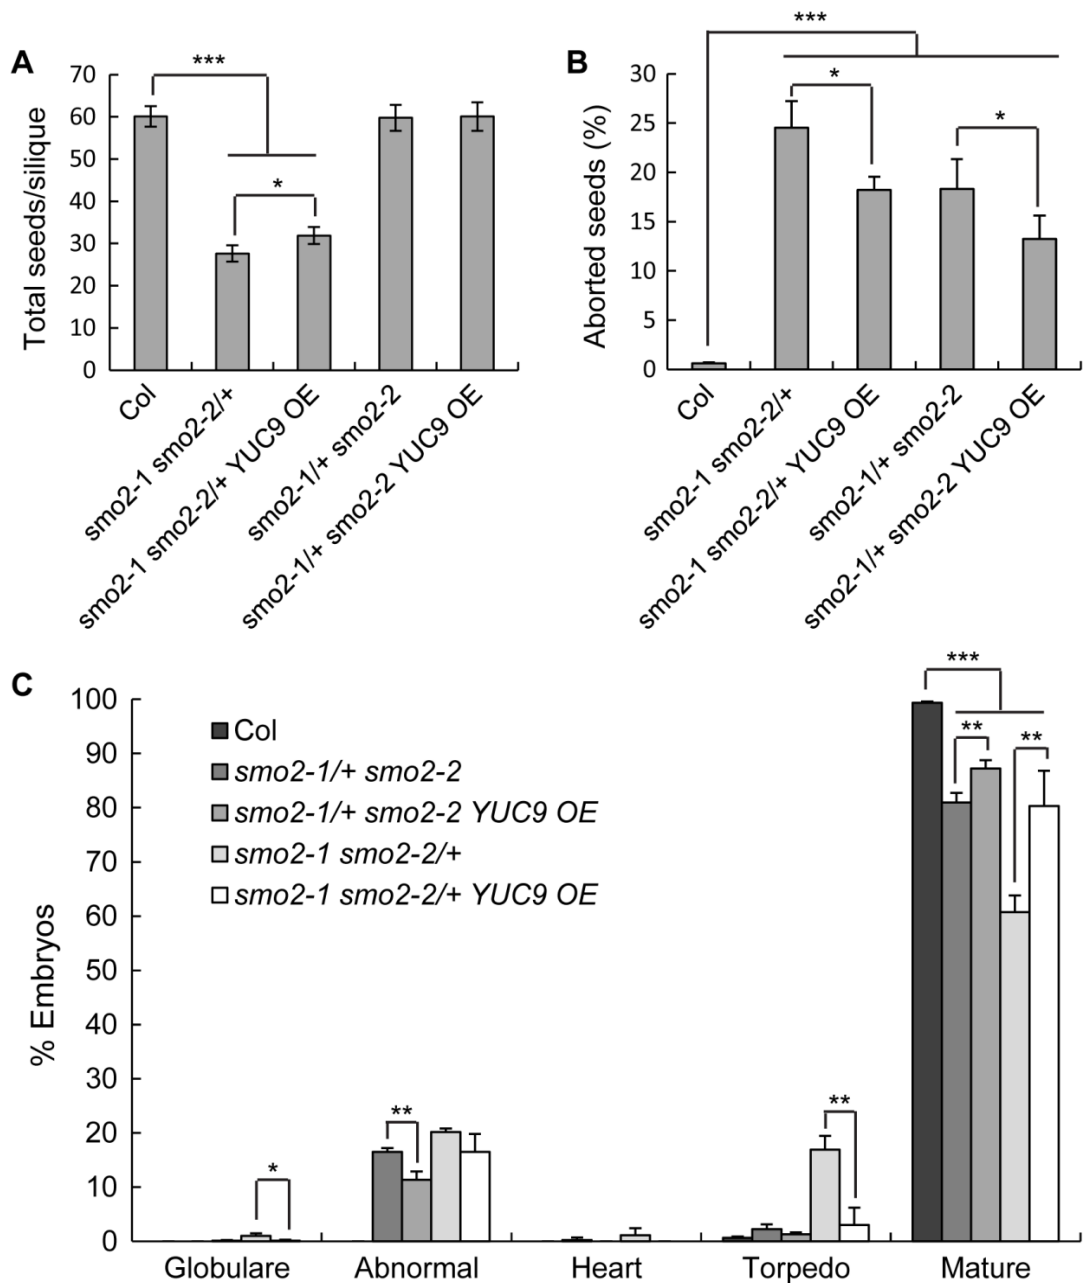 A
Total seeds/silique
70
60
50
40
30
20
10
0
***
*
Col
smo2-1 smo2-2/+
smo2-1 smo2-2/+ YUC9 OE
smo2-1/+ smo2-2
smo2-1/+ smo2-2 YUC9 OE
B
Aborted seeds (%)
30
25
20
15
10
5
0
***
*
*
Col
smo2-1 smo2-2/+
smo2-1 smo2-2/+ YUC9 OE
smo2-1/+ smo2-2
smo2-1/+ smo2-2 YUC9 OE
C
% Embryos
100
90
80
70
60
50
40
30
20
10
0
Col
smo2-1/+ smo2-2
smo2-1/+ smo2-2 YUC9 OE
smo2-1 smo2-2/+
smo2-1 smo2-2/+ YUC9 OE
*
**
**
***
**
**
Globulare
Abnormal
Heart
Torpedo
Mature